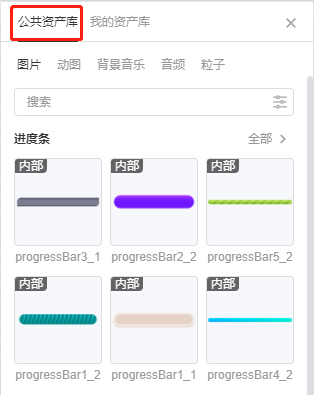 公共资产库 我的资产库
图片 动图 背景音乐 音频 粒子
搜索
进度条 全部
内部 内部 内部
progressBar3_1 progressBar2_2 progressBar5_2
内部 内部 内部
progressBar1_2 progressBar1_1 progressBar4_2